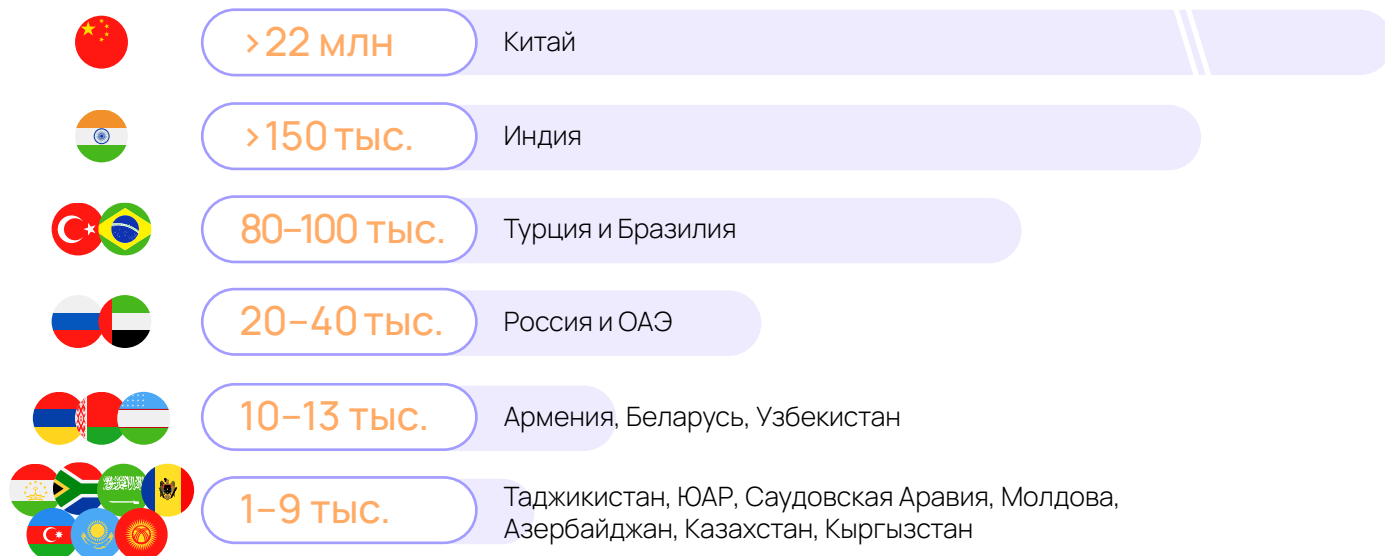 >22 млн
Китай
>150 тыс.
Индия
80–100 тыс.
Турция и Бразилия
20–40 тыс.
Россия и ОАЭ
10–13 тыс.
Армения, Беларусь, Узбекистан
1–9 тыс.
Таджикистан, ЮАР, Саудовская Аравия, Молдова,
Азербайджан, Казахстан, Кыргызстан